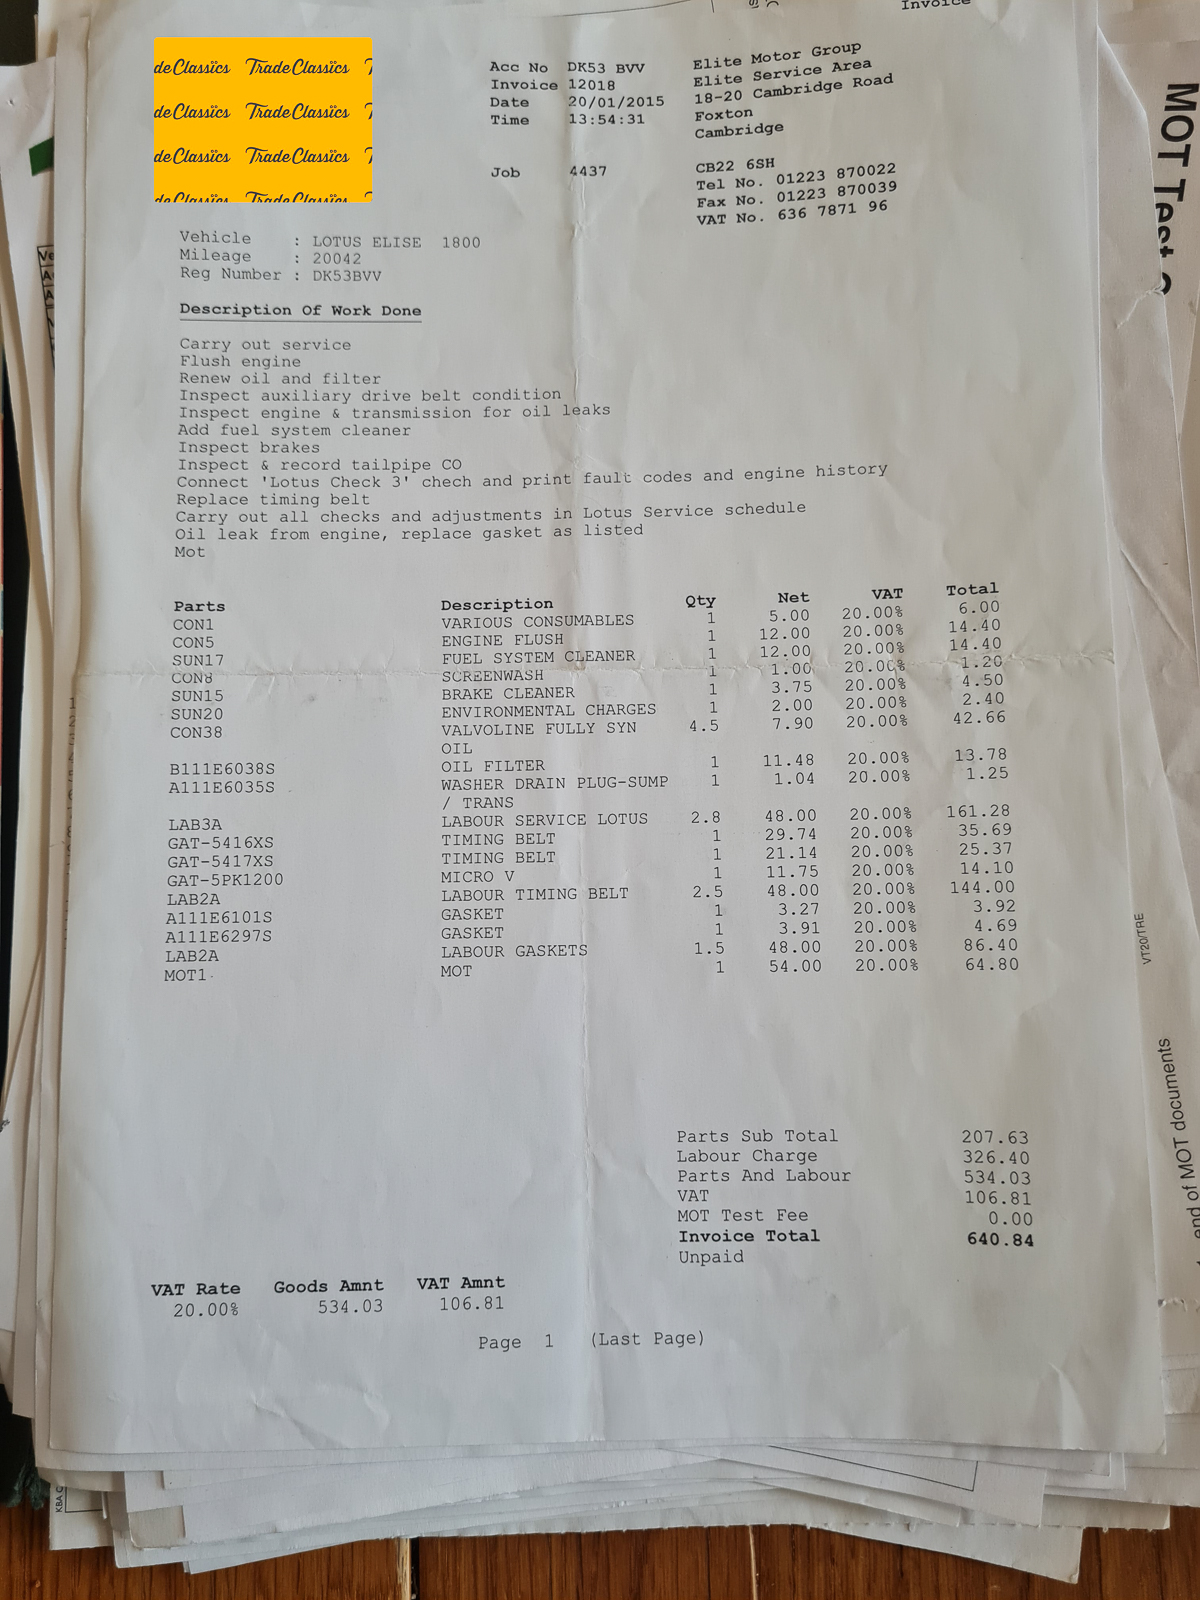 Invoice
Acc No DK53 BVV
Invoice 12018
Date 20/01/2015
Time 13:54:31
Job 4437
Elite Motor Group
Elite Service Area
18-20 Cambridge Road
Foxton
Cambridge
CB22 6SH
Tel No. 01223 870022
Fax No. 01223 870039
VAT No. 636 7871 96
deClassics TradeClassics T
deClassics TradeClassics T
deClassics TradeClassics T
deClassics TradeClassics T
Vehicle : LOTUS ELISE 1800
Mileage : 20042
Reg Number : DK53BVV
Description Of Work Done
Carry out service
Flush engine
Renew oil and filter
Inspect auxiliary drive belt condition
Inspect engine & transmission for oil leaks
Add fuel system cleaner
Inspect brakes
Inspect & record tailpipe CO
Connect 'Lotus Check 3' chech and print fault codes and engine history
Replace timing belt
Carry out all checks and adjustments in Lotus Service schedule
Oil leak from engine, replace gasket as listed
Mot
Parts Description Qty Net VAT Total
CON1 VARIOUS CONSUMABLES 1 5.00 20.00% 6.00
CON5 ENGINE FLUSH 1 12.00 20.00% 14.40
SUN17 FUEL SYSTEM CLEANER 1 12.00 20.00% 14.40
CON8 SCREENWASH 1 1.00 20.00% 1.20
SUN15 BRAKE CLEANER 1 3.75 20.00% 4.50
SUN20 ENVIRONMENTAL CHARGES 1 2.00 20.00% 2.40
CON38 VALVOLINE FULLY SYN 4.5 7.90 20.00% 42.66
OIL
B111E6038S OIL FILTER 1 11.48 20.00% 13.78
A111E6035S WASHER DRAIN PLUG-SUMP 1 1.04 20.00% 1.25
/ TRANS
LAB3A LABOUR SERVICE LOTUS 2.8 48.00 20.00% 161.28
GAT-5416XS TIMING BELT 1 29.74 20.00% 35.69
GAT-5417XS TIMING BELT 1 21.14 20.00% 25.37
GAT-5PK1200 MICRO V 1 11.75 20.00% 14.10
LAB2A LABOUR TIMING BELT 2.5 48.00 20.00% 144.00
A111E6101S GASKET 1 3.27 20.00% 3.92
A111E6297S GASKET 1 3.91 20.00% 4.69
LAB2A LABOUR GASKETS 1.5 48.00 20.00% 86.40
MOT1 MOT 1 54.00 20.00% 64.80
Parts Sub Total 207.63
Labour Charge 326.40
Parts And Labour 534.03
VAT 106.81
MOT Test Fee 0.00
Invoice Total 640.84
Unpaid
VAT Rate Goods Amnt VAT Amnt
20.00% 534.03 106.81
Page 1 (Last Page)
MOT Test
VT20/TRE
end of MOT documents
KBA